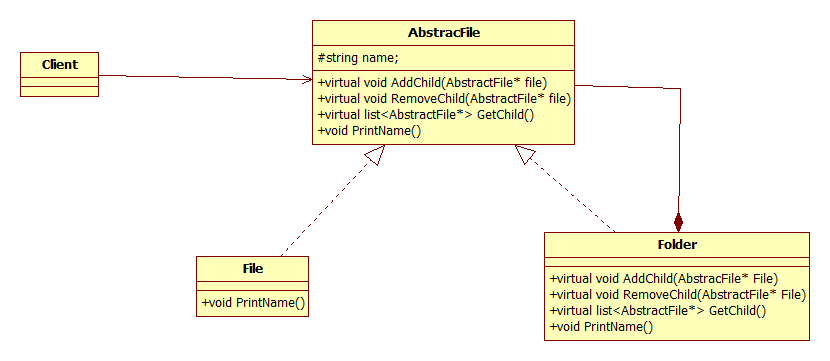 AbstracFile
#string name;
+virtual void AddChild(AbstractFile* file)
+virtual void RemoveChild(AbstractFile* file)
+virtual list<AbstractFile*> GetChild()
+void PrintName()
Client
File
+void PrintName()
Folder
+virtual void AddChild(AbstracFile* File)
+virtual void RemoveChild(AbstractFile* File)
+virtual list<AbstractFile*> GetChild()
+void PrintName()